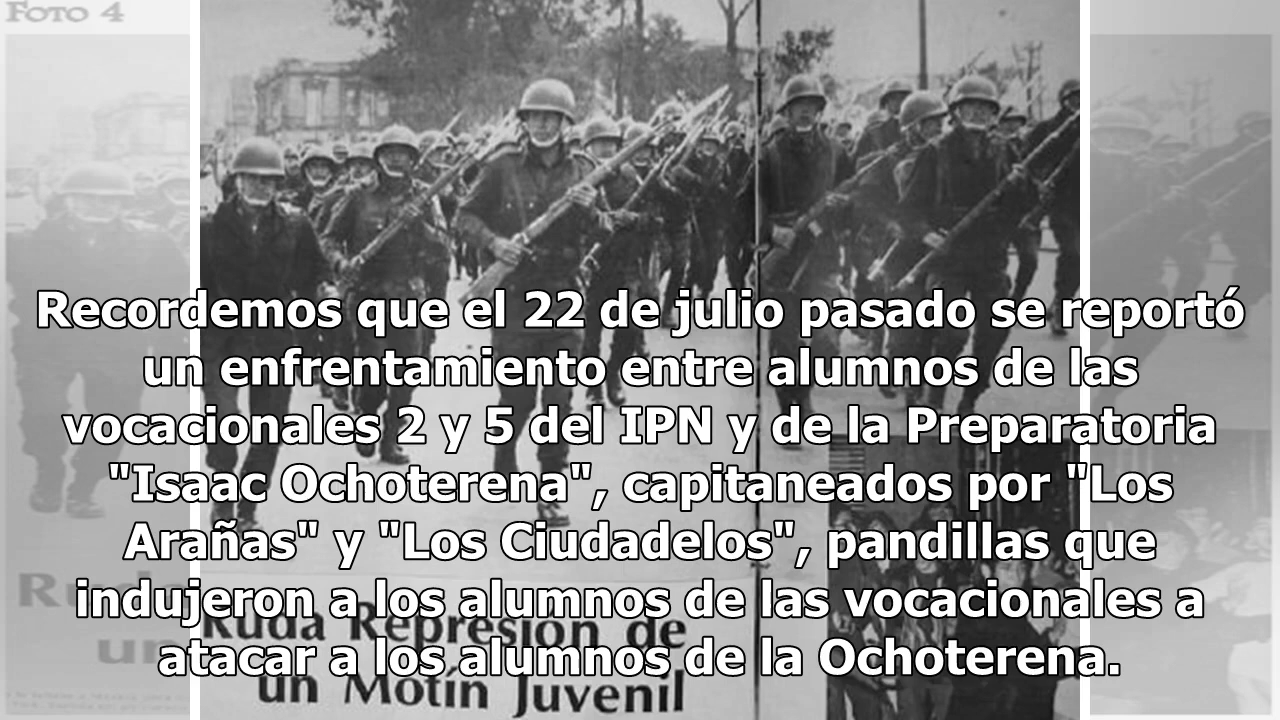 FOTO 4
Recordemos que el 22 de julio pasado se reportó
un enfrentamiento entre alumnos de las
vocacionales 2 y 5 del IPN y de la Preparatoria
"Isaac Ochoterena", capitaneados por "Los
Arañas" y "Los Ciudadelos", pandillas que
indujeron a los alumnos de las vocacionales a
atacar a los alumnos de la Ochoterena.
Ruda Represión de
un Motín Juvenil